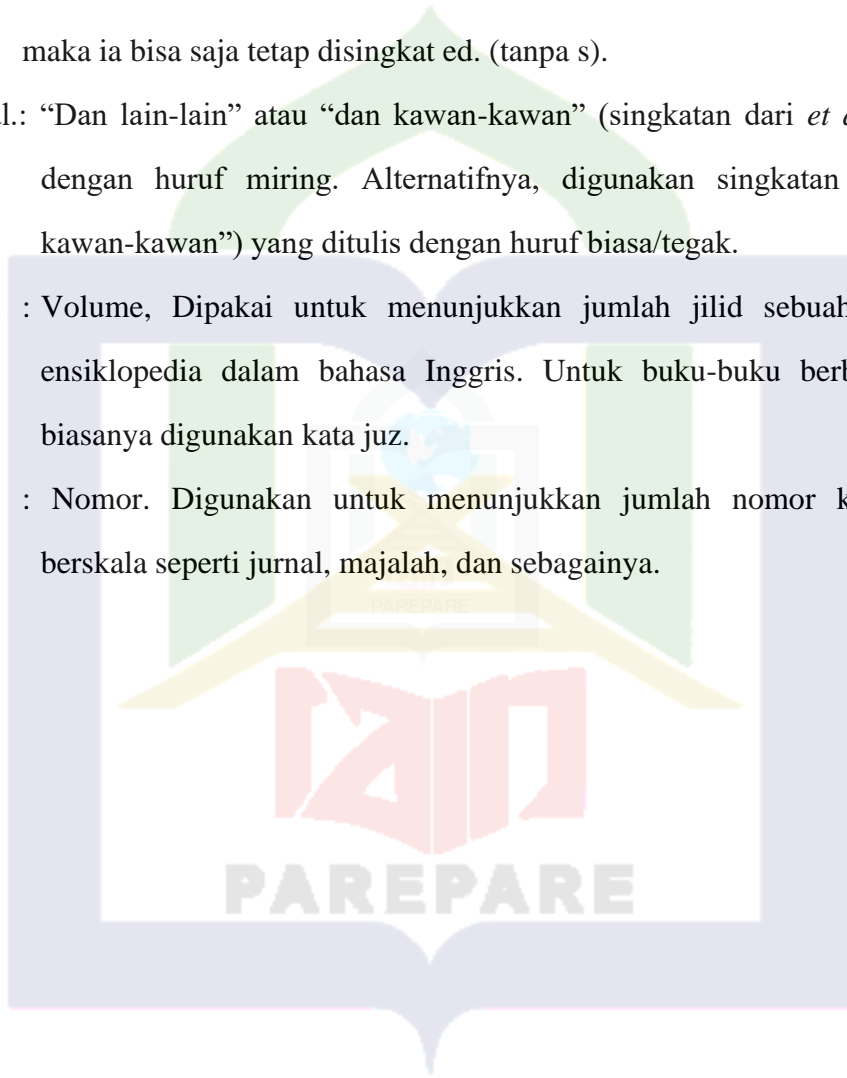 maka ia bisa saja tetap disingkat ed. (tanpa s).
l.: “Dan lain-lain” atau “dan kawan-kawan” (singkatan dari et
dengan huruf miring. Alternatifnya, digunakan singkatan
kawan-kawan”) yang ditulis dengan huruf biasa/tegak.
: Volume, Dipakai untuk menunjukkan jumlah jilid sebuah
ensiklopedia dalam bahasa Inggris. Untuk buku-buku
biasanya digunakan kata juz.
: Nomor. Digunakan untuk menunjukkan jumlah nomor
berskala seperti jurnal, majalah, dan sebagainya.
PAREPARE
iain
PAREPARE